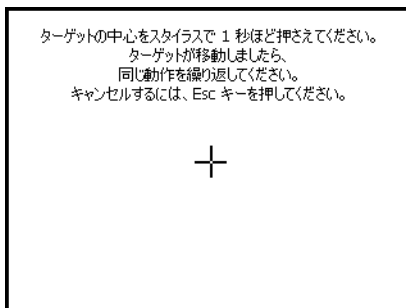 ターゲットの中心をスタイラスで 1 秒ほど押さえてください。
ターゲットが移動しましたら、
同じ動作を繰り返してください。
キャンセルするには、Esc キーを押してください。